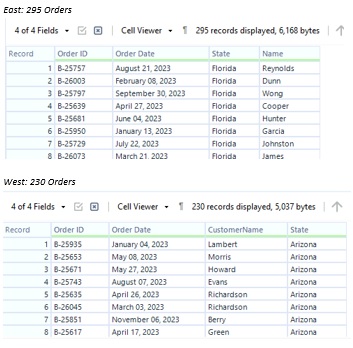 East: 295 Orders
4 of 4 Fields Cell Viewer 295 records displayed, 6,168 bytes
Record Order ID Order Date State Name
1 B-25757 August 21, 2023 Florida Reynolds
2 B-26003 February 08, 2023 Florida Dunn
3 B-25797 September 30, 2023 Florida Wong
4 B-25639 April 27, 2023 Florida Cooper
5 B-25681 June 04, 2023 Florida Hunter
6 B-25950 January 13, 2023 Florida Garcia
7 B-25729 July 22, 2023 Florida Johnston
8 B-26073 March 21, 2023 Florida James
West: 230 Orders
4 of 4 Fields Cell Viewer 230 records displayed, 5,037 bytes
Record Order ID Order Date CustomerName State
1 B-25935 January 04, 2023 Lambert Arizona
2 B-25653 May 08, 2023 Morris Arizona
3 B-25671 May 27, 2023 Howard Arizona
4 B-25743 August 07, 2023 Evans Arizona
5 B-25635 April 26, 2023 Richardson Arizona
6 B-26045 March 03, 2023 Richardson Arizona
7 B-25851 November 06, 2023 Berry Arizona
8 B-25617 April 17, 2023 Green Arizona